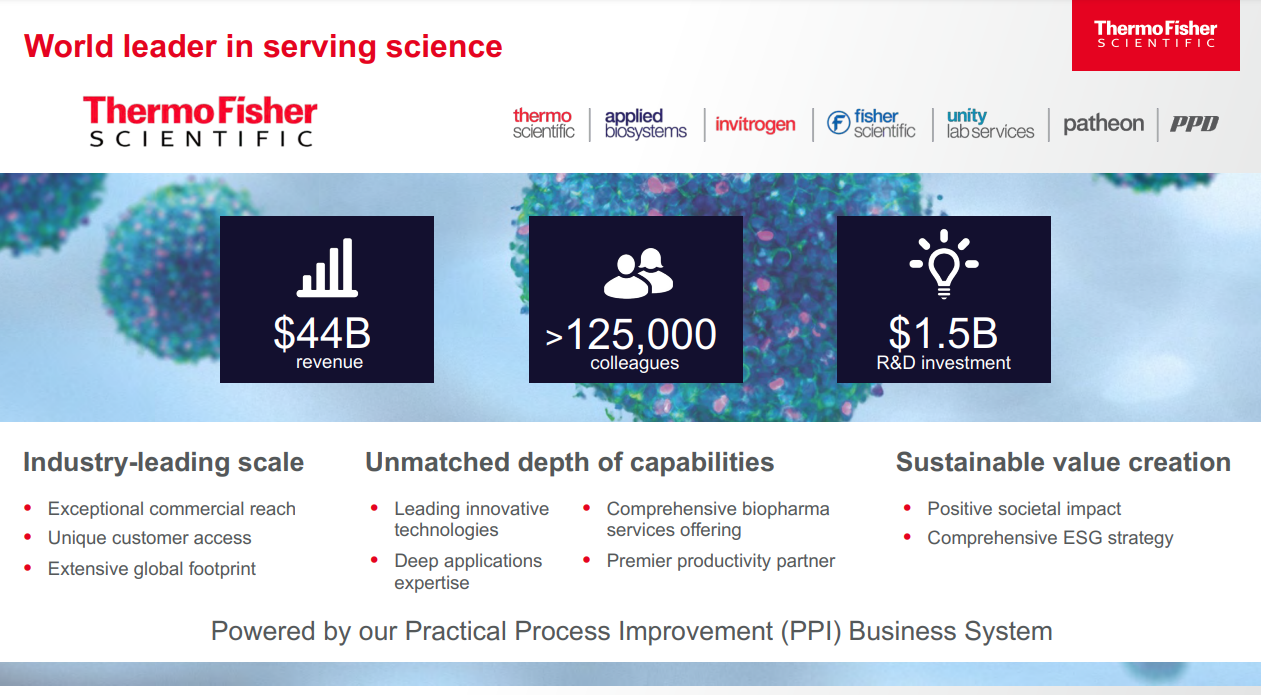 World leader in serving science
ThermoFisher
SCIENTIFIC
ThermoFisher
SCIENTIFIC
thermo
scientific
applied
biosystems
invitrogen
fisher
scientific
unity
lab services
patheon
PPD
$44B
revenue
>125,000
colleagues
$1.5B
R&D investment
Industry-leading scale
• Exceptional commercial reach
• Unique customer access
• Extensive global footprint
Unmatched depth of capabilities
• Leading innovative
technologies
• Deep applications
expertise
• Comprehensive biopharma
services offering
• Premier productivity partner
Sustainable value creation
• Positive societal impact
• Comprehensive ESG strategy
Powered by our Practical Process Improvement (PPI) Business System